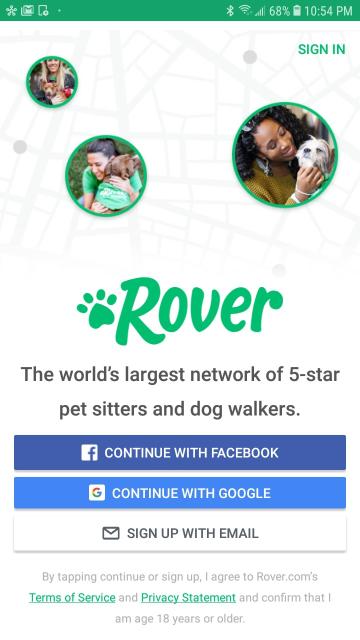 68% 10:54 PM
SIGN IN
Rover
The world's largest network of 5-star
pet sitters and dog walkers.
CONTINUE WITH FACEBOOK
G CONTINUE WITH GOOGLE
SIGN UP WITH EMAIL
By tapping continue or sign up, I agree to Rover.com's
Terms of Service and Privacy Statement and confirm that I
am age 18 years or older.